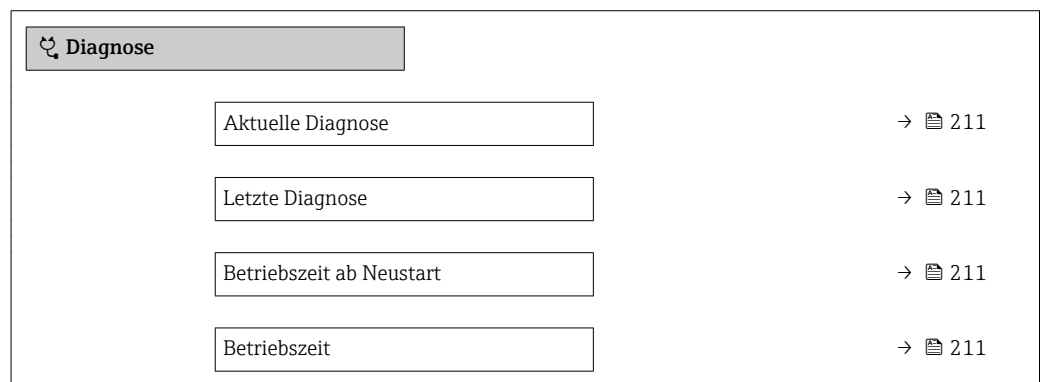 Diagnose
Aktuelle Diagnose → 211
Letzte Diagnose → 211
Betriebszeit ab Neustart → 211
Betriebszeit → 211